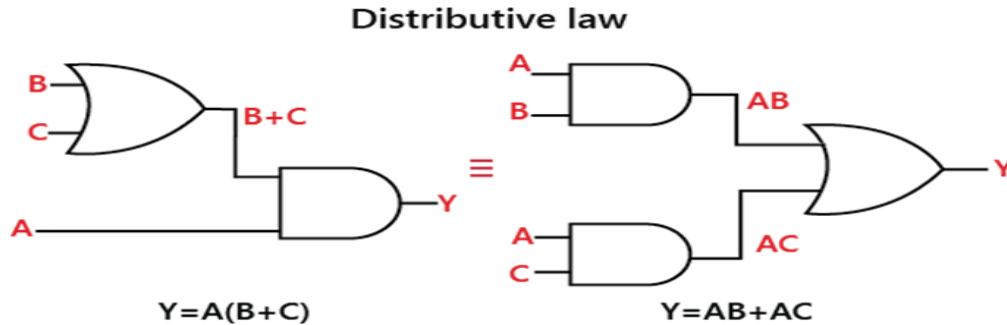 Distributive law
B
C
B+C
A
Y
≡
A
B
AB
A
C
AC
Y
Y=A(B+C)
Y=AB+AC